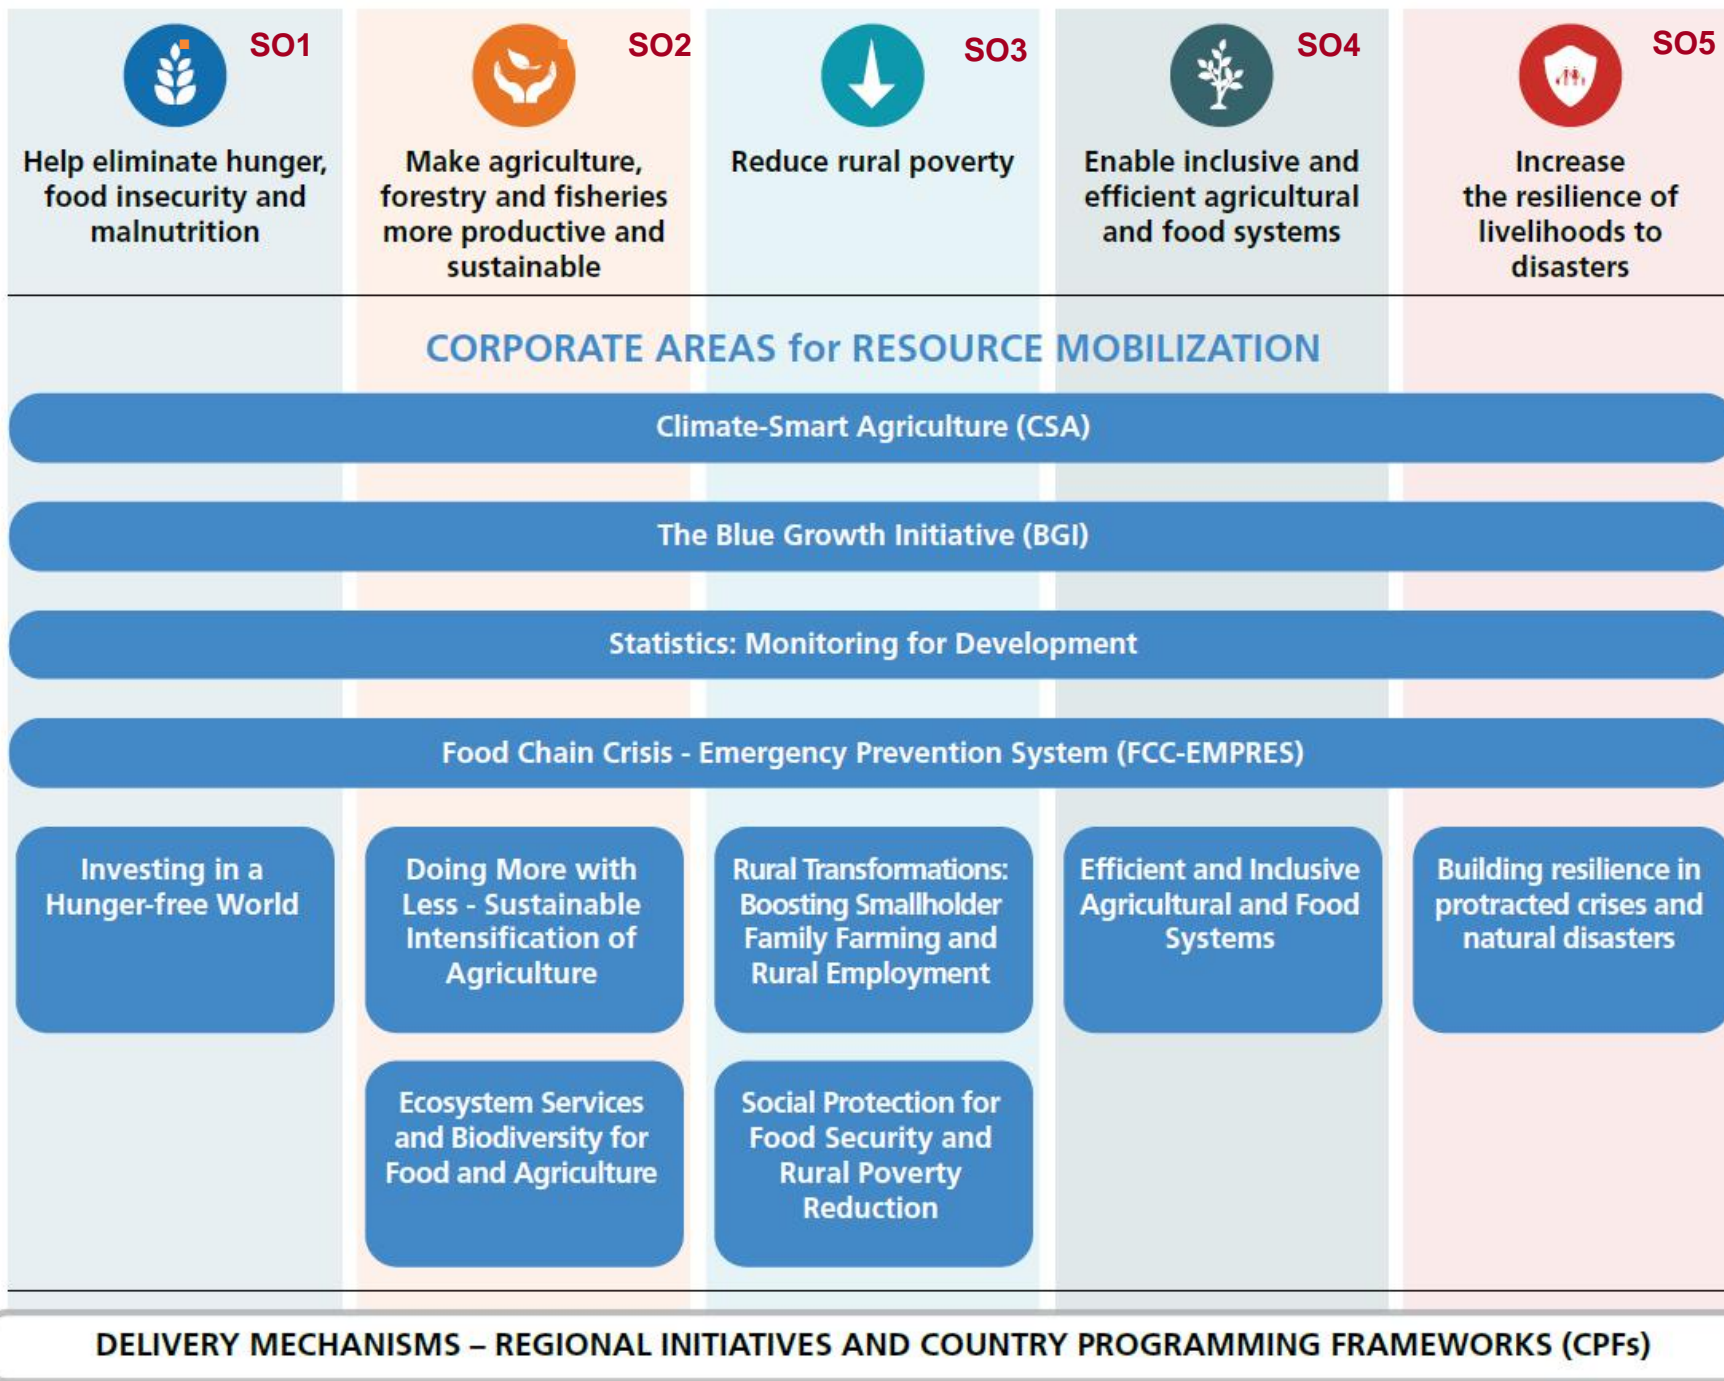 SO1
Help eliminate hunger,
food insecurity and
malnutrition
SO2
Make agriculture,
forestry and fisheries
more productive and
sustainable
SO3
Reduce rural poverty
SO4
Enable inclusive and
efficient agricultural
and food systems
SO5
Increase
the resilience of
livelihoods to
disasters
CORPORATE AREAS for RESOURCE MOBILIZATION
Climate-Smart Agriculture (CSA)
The Blue Growth Initiative (BGI)
Statistics: Monitoring for Development
Food Chain Crisis - Emergency Prevention System (FCC-EMPRES)
Investing in a
Hunger-free World
Doing More with
Less - Sustainable
Intensification of
Agriculture
Rural Transformations:
Boosting Smallholder
Family Farming and
Rural Employment
Efficient and Inclusive
Agricultural and Food
Systems
Building resilience in
protracted crises and
natural disasters
Ecosystem Services
and Biodiversity for
Food and Agriculture
Social Protection for
Food Security and
Rural Poverty
Reduction
DELIVERY MECHANISMS – REGIONAL INITIATIVES AND COUNTRY PROGRAMMING FRAMEWORKS (CPFs)